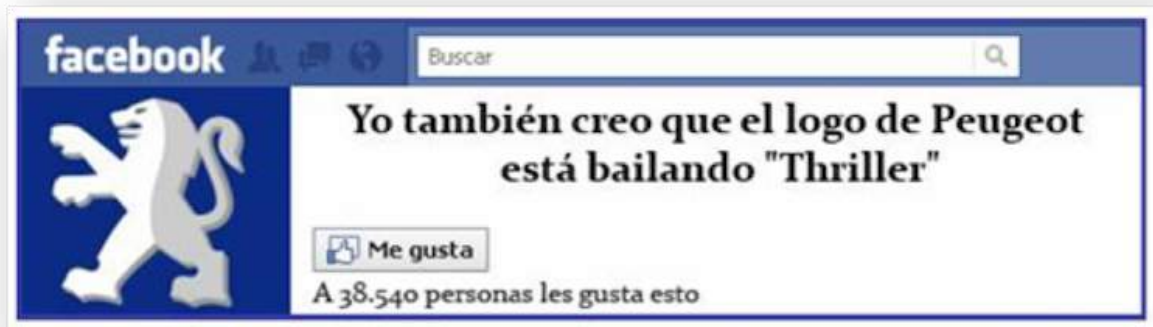 facebook
Buscar
Yo también creo que el logo de Peugeot
está bailando "Thriller"
Me gusta
A 38.540 personas les gusta esto